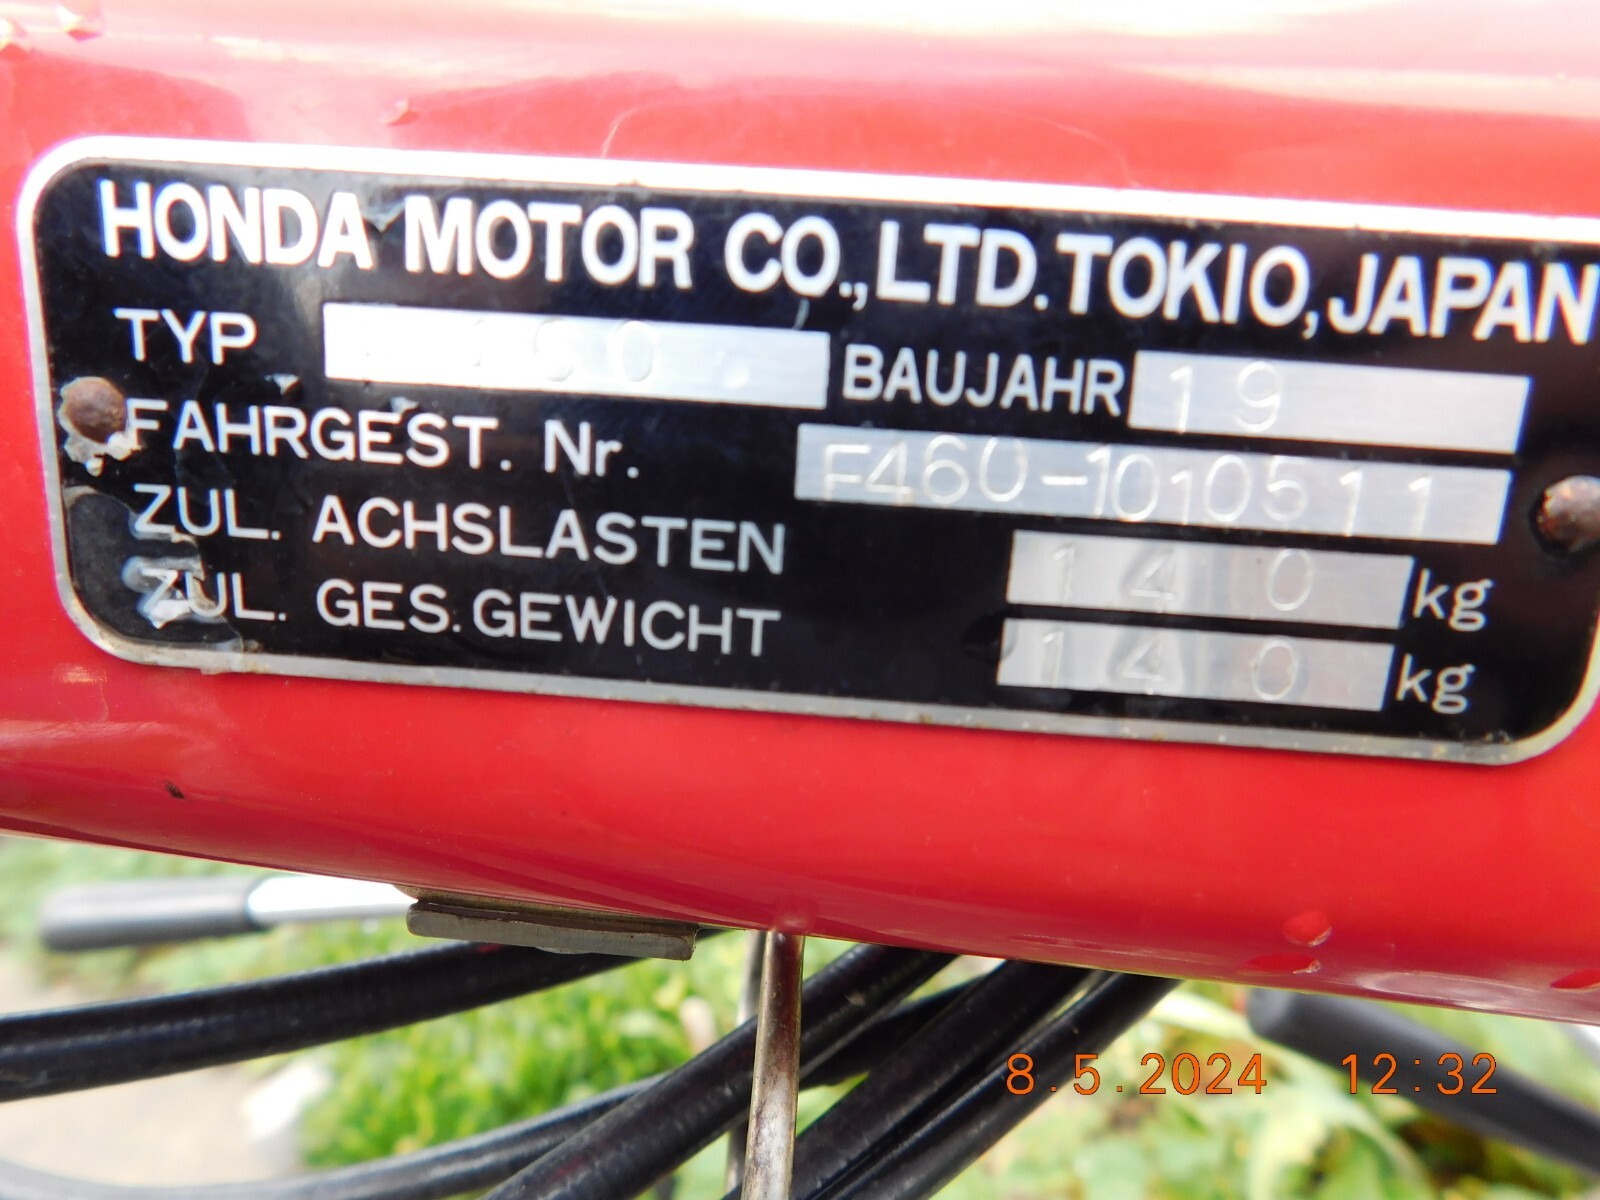 HONDA MOTOR CO.,LTD.TOKIO,JAPAN
TYP BAUJAHR 19
FAHRGEST. Nr. F460-1010511
ZUL. ACHSLASTEN 140 kg
ZUL. GES.GEWICHT 140 kg
8.5.2024 12:32